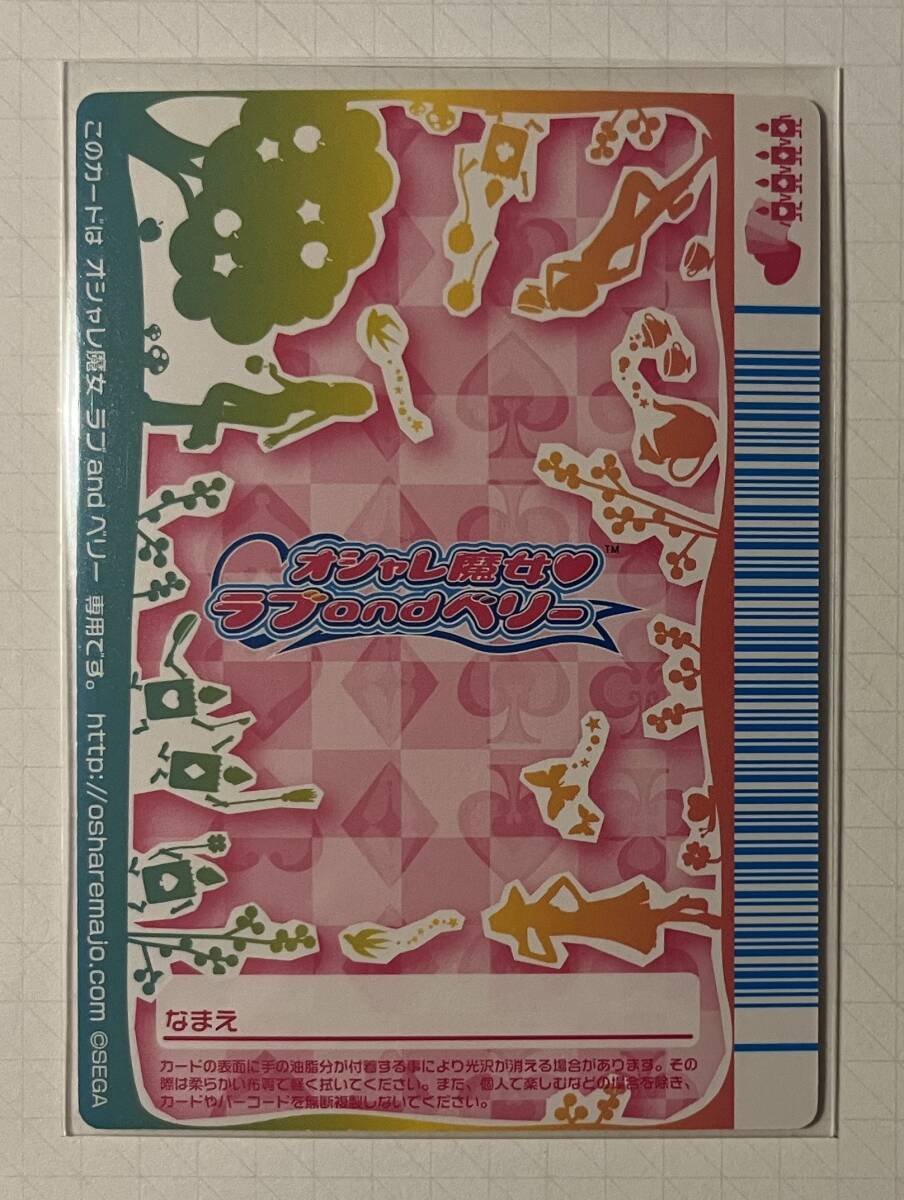 このカードは オシャレ魔女 ラブ and ベリー 専用です。 http://osharemajo.com ©SEGA
オシャレ魔女♥™
ラブandベリー
なまえ
カードの表面に手の油脂分が付着する事により光沢が消える場合があります。その
際は柔らかい布等で軽く拭いてください。また、個人で楽しむなどの場合を除き、
カードやバーコードを無断複製しないでください。